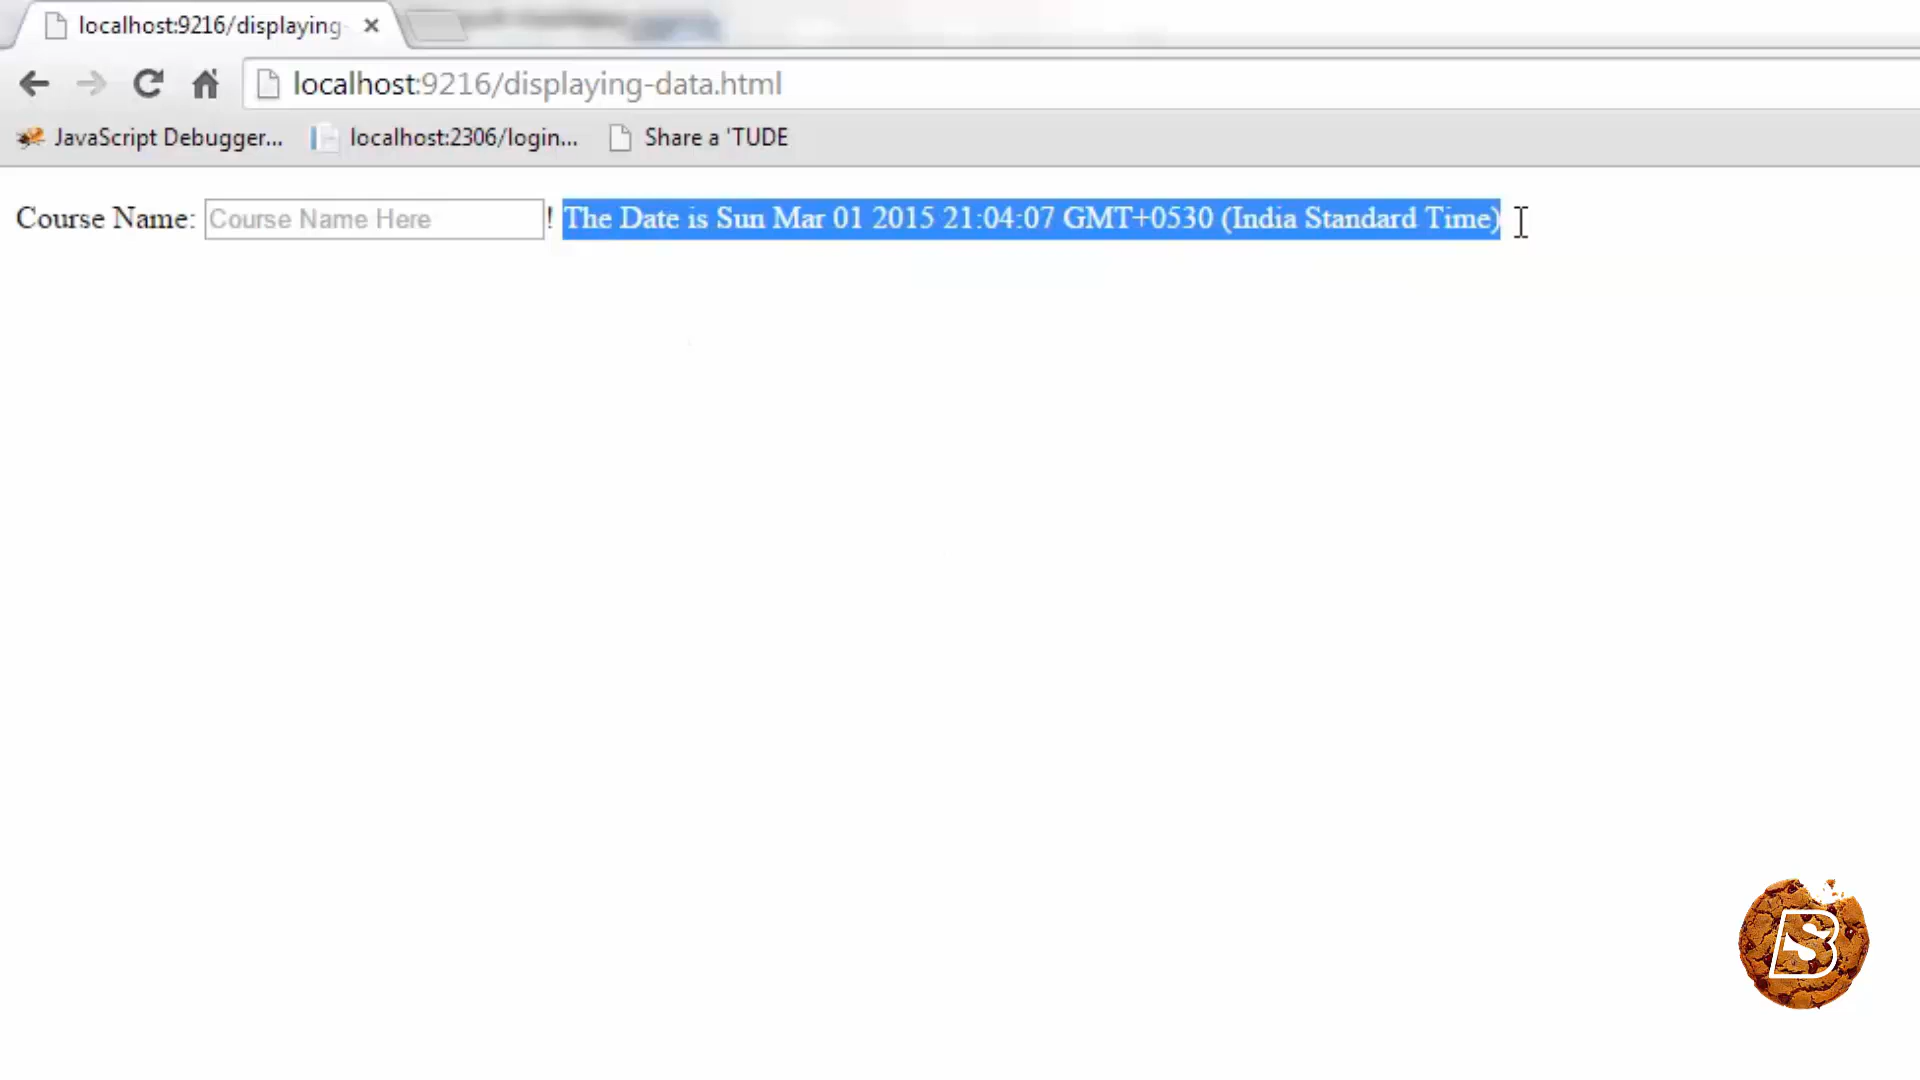 localhost:9216/displaying-
localhost:9216/displaying-data.html
JavaScript Debugger... localhost:2306/login... Share a 'TUDE
Course Name: Course Name Here ! The Date is Sun Mar 01 2015 21:04:07 GMT+0530 (India Standard Time)
BS